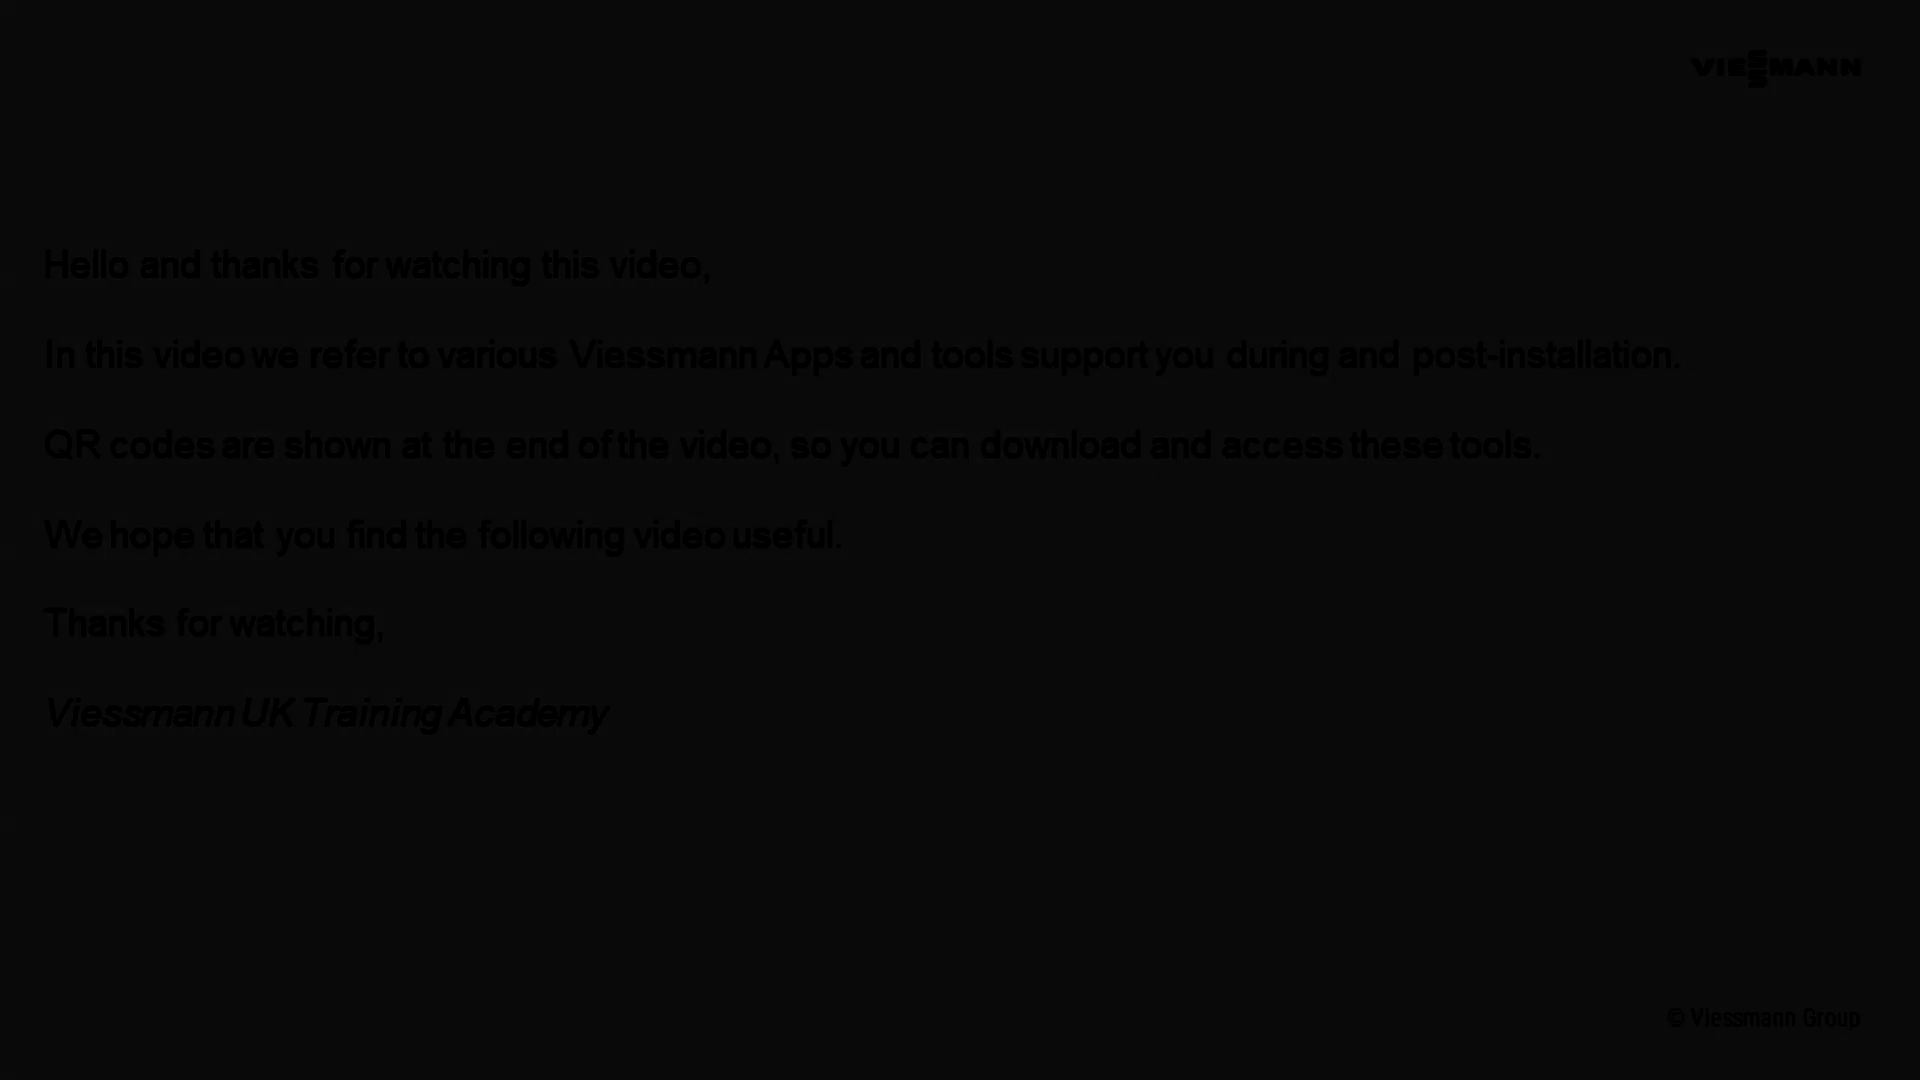 VIESSMANN
Hello and thanks for watching this video,
In this video we refer to various Viessmann Apps and tools support you during and post-installation.
QR codes are shown at the end of the video, so you can download and access these tools.
We hope that you find the following video useful.
Thanks for watching,
Viessmann UK Training Academy
© Viessmann Group